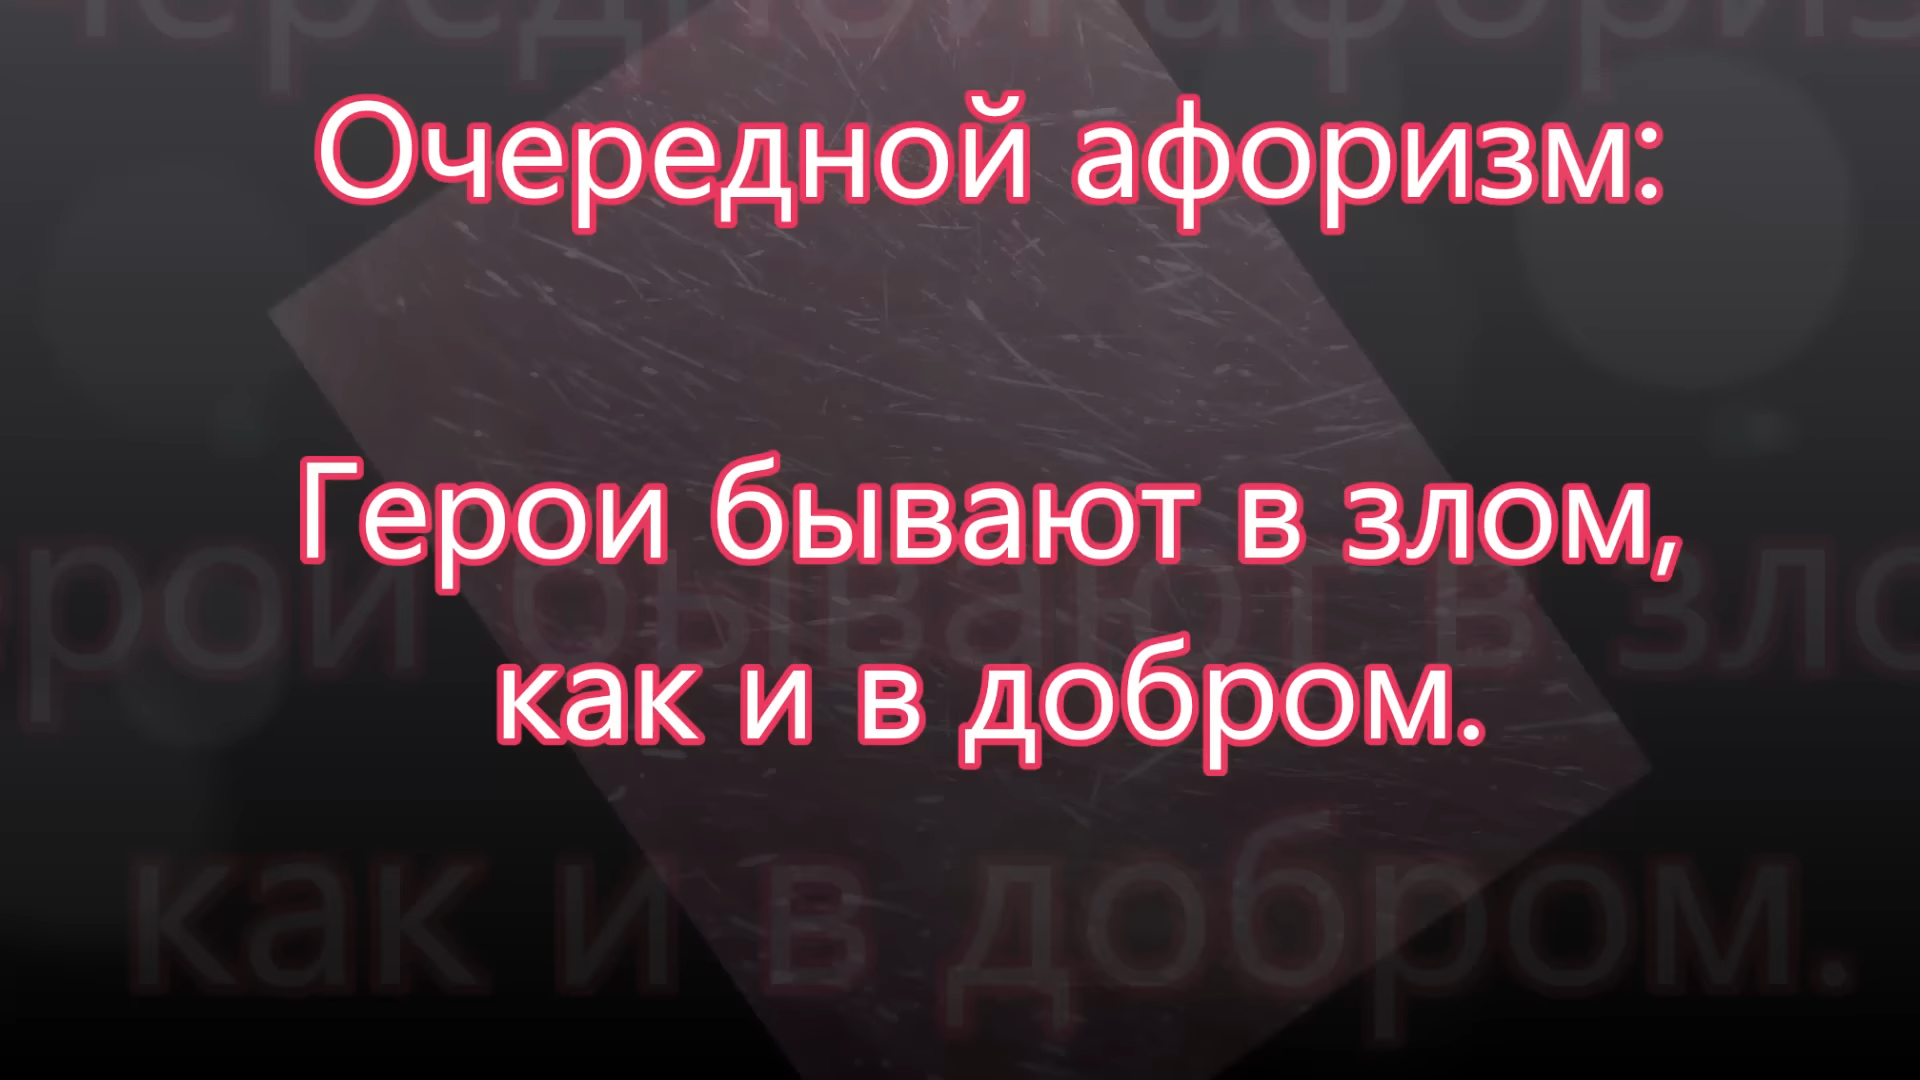 Очередной афоризм:
Герои бывают в злом,
как и в добром.